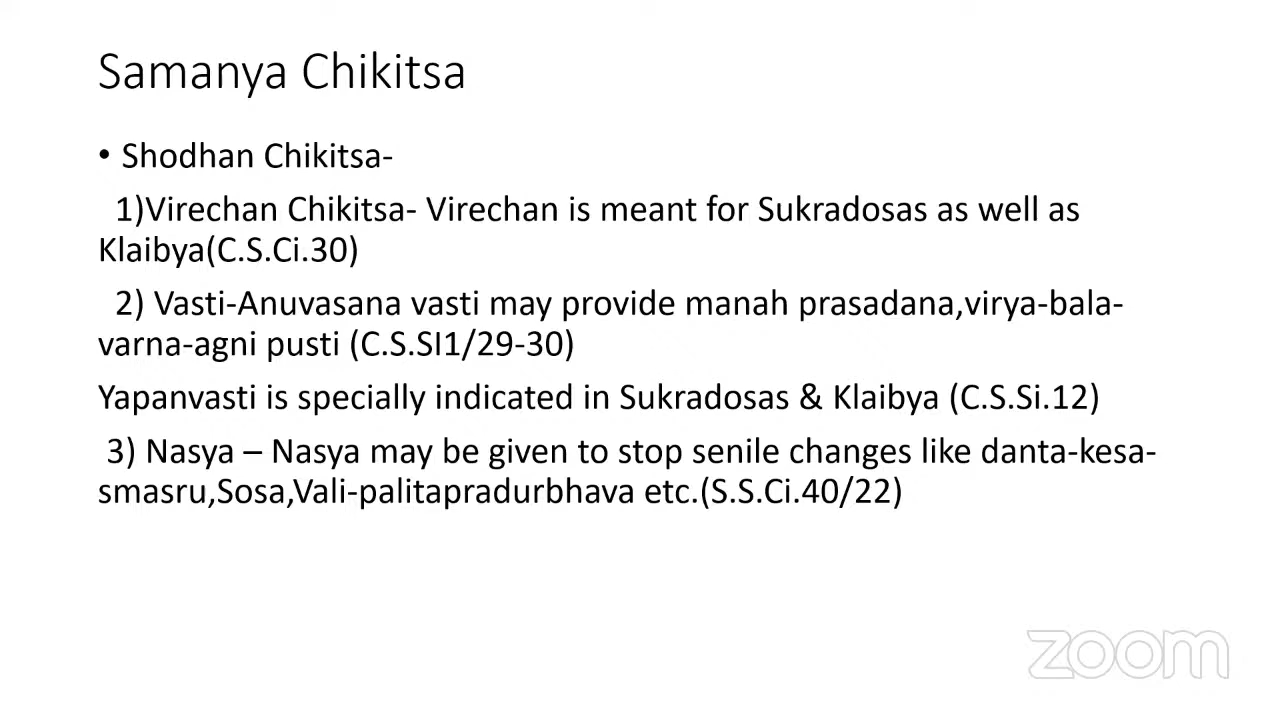 Samanya Chikitsa
• Shodhan Chikitsa-
1)Virechan Chikitsa- Virechan is meant for Sukradosas as well as
Klaibya(C.S.Ci.30)
2) Vasti-Anuvasana vasti may provide manah prasadana,virya-bala-
varna-agni pusti (C.S.SI1/29-30)
Yapanvasti is specially indicated in Sukradosas & Klaibya (C.S.Si.12)
3) Nasya – Nasya may be given to stop senile changes like danta-kesa-
smasru,Sosa,Vali-palitapradurbhava etc.(S.S.Ci.40/22)
zoom